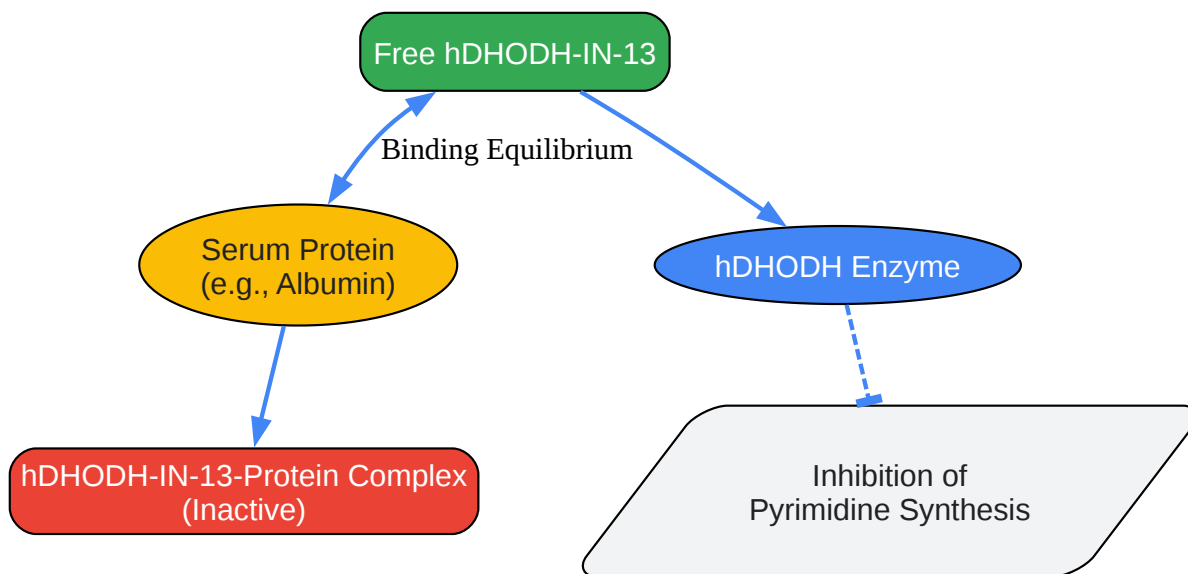 Free hDHODH-IN-13
Binding Equilibrium
Serum Protein
(e.g., Albumin)
hDHODH Enzyme
hDHODH-IN-13-Protein Complex
(Inactive)
Inhibition of
Pyrimidine Synthesis